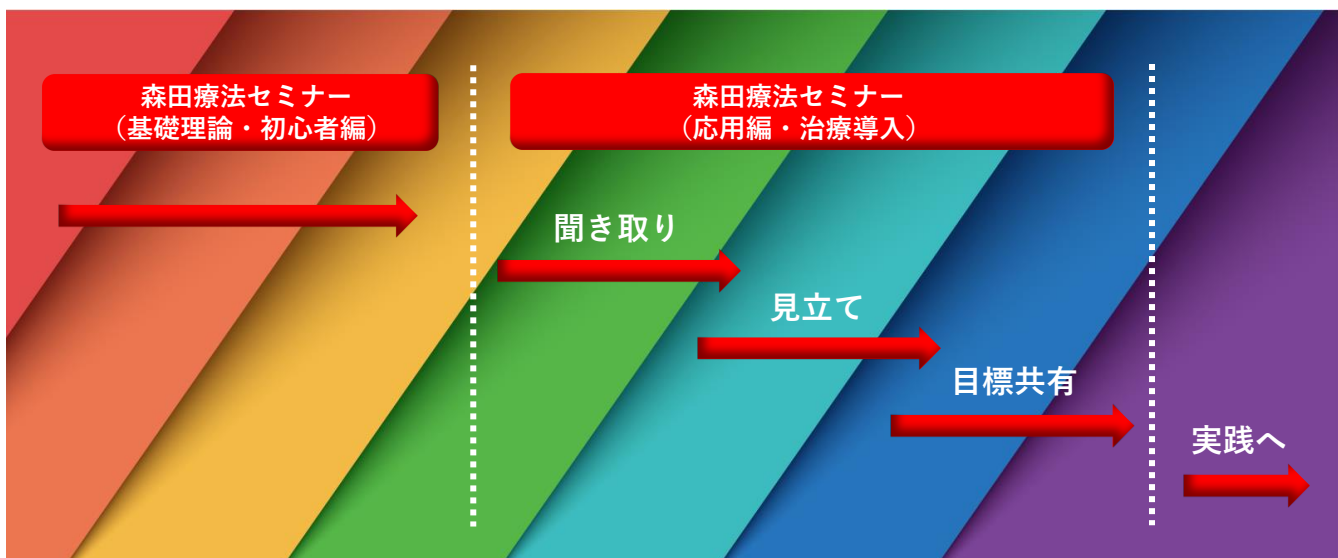 森田療法セミナー
（基礎理論・初心者編）
森田療法セミナー
（応用編・治療導入）
聞き取り
見立て
目標共有
実践へ